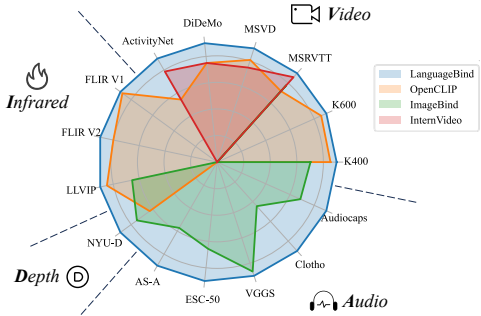 Video
DiDeMo
MSVD
ActivityNet
MSRVTT
Infrared
FLIR V1
K600
LanguageBind
OpenCLIP
ImageBind
InternVideo
FLIR V2
K400
LLVIP
Audiocaps
NYU-D
Depth D
Clotho
AS-A
VGGS
ESC-50
Audio